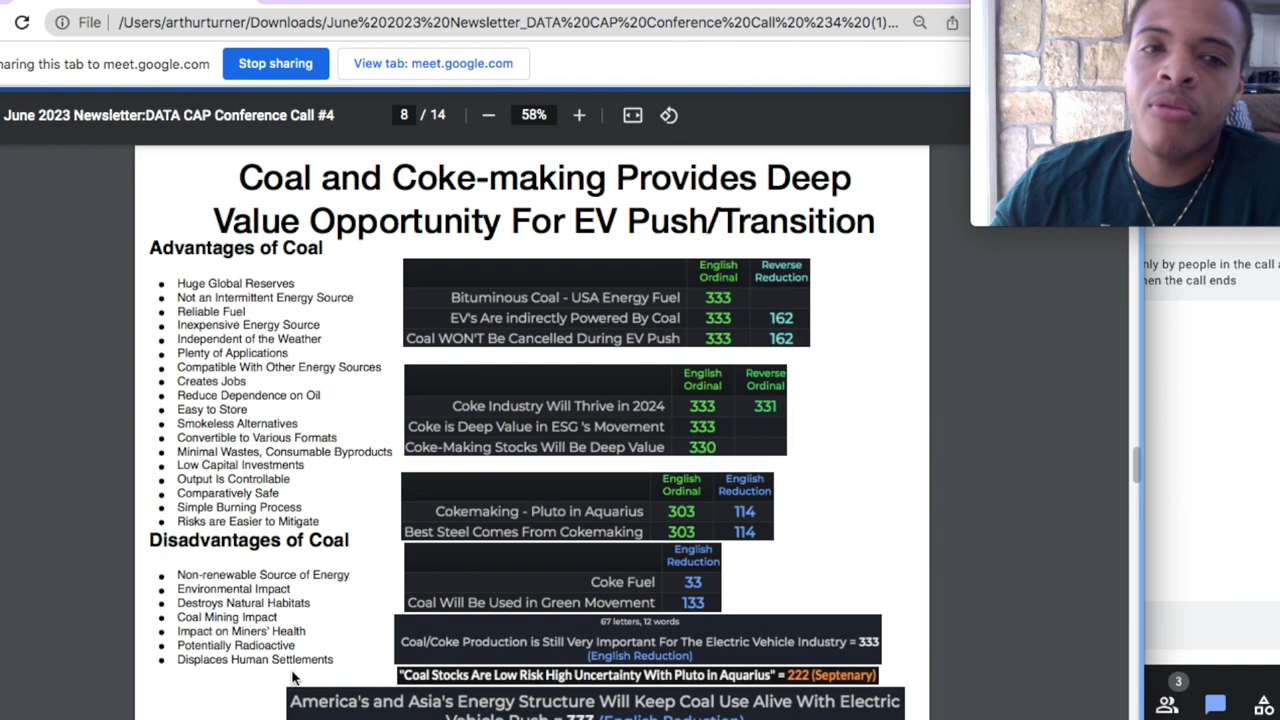 File
/Users/arthurturner/Downloads/June%202023%20Newsletter_DATA%20CAP%20Conference%20Call%20%234%20(1)...
haring this tab to meet.google.com
Stop sharing
View tab: meet.google.com
June 2023 Newsletter:DATA CAP Conference Call #4
8 / 14
58%
Coal and Coke-making Provides Deep
Value Opportunity For EV Push/Transition
Advantages of Coal
• Huge Global Reserves
• Not an Intermittent Energy Source
• Reliable Fuel
• Inexpensive Energy Source
• Independent of the Weather
• Plenty of Applications
• Compatible With Other Energy Sources
• Creates Jobs
• Reduce Dependence on Oil
• Easy to Store
• Smokeless Alternatives
• Convertible to Various Formats
• Minimal Wastes, Consumable Byproducts
• Low Capital Investments
• Output Is Controllable
• Comparatively Safe
• Simple Burning Process
• Risks are Easier to Mitigate
Disadvantages of Coal
• Non-renewable Source of Energy
• Environmental Impact
• Destroys Natural Habitats
• Coal Mining Impact
• Impact on Miners' Health
• Potentially Radioactive
• Displaces Human Settlements
English Reverse
Ordinal Reduction
Bituminous Coal - USA Energy Fuel 333
EV's Are indirectly Powered By Coal 333 162
Coal WON'T Be Cancelled During EV Push 333 162
English Reverse
Ordinal Ordinal
Coke Industry Will Thrive in 2024 333 331
Coke is Deep Value in ESG 's Movement 333
Coke-Making Stocks Will Be Deep Value 330
English English
Ordinal Reduction
Cokemaking - Pluto in Aquarius 303 114
Best Steel Comes From Cokemaking 303 114
English
Reduction
Coke Fuel 33
Coal Will Be Used in Green Movement 133
67 letters, 12 words
Coal/Coke Production is Still Very Important For The Electric Vehicle Industry = 333
(English Reduction)
"Coal Stocks Are Low Risk High Uncertainty With Pluto in Aquarius" = 222 (Septenary)
America's and Asia's Energy Structure Will Keep Coal Use Alive With Electric
Vehicle Push = 333 (English Reduction)
nly by people in the call a
hen the call ends
3